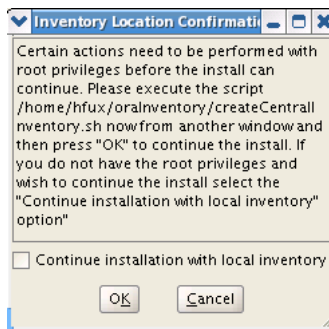 Inventory Location Confirmati
Certain actions need to be performed with
root privileges before the install can
continue. Please execute the script
/home/hfux/oraInventory/createCentralI
nventory.sh now from another window and
then press "OK" to continue the install. If
you do not have the root privileges and
wish to continue the install select the
"Continue installation with local inventory"
option"
Continue installation with local inventory
OK
Cancel